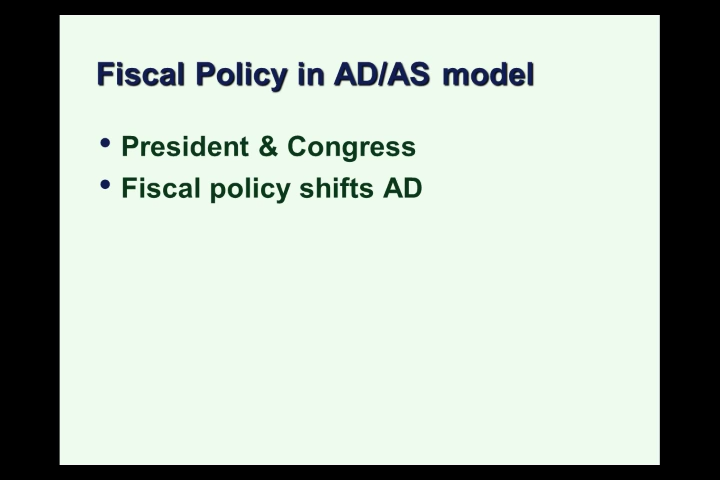 Fiscal Policy in AD/AS model
• President & Congress
• Fiscal policy shifts AD